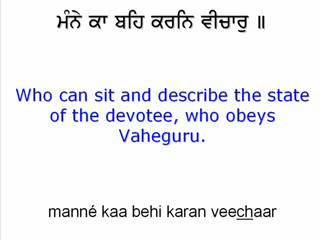 ਮੰਨੇ ਕਾ ਬਹਿ ਕਰਨਿ ਵੀਚਾਰੁ ॥
Who can sit and describe the state
of the devotee, who obeys
Vaheguru.
manné kaa behi karan veechaar